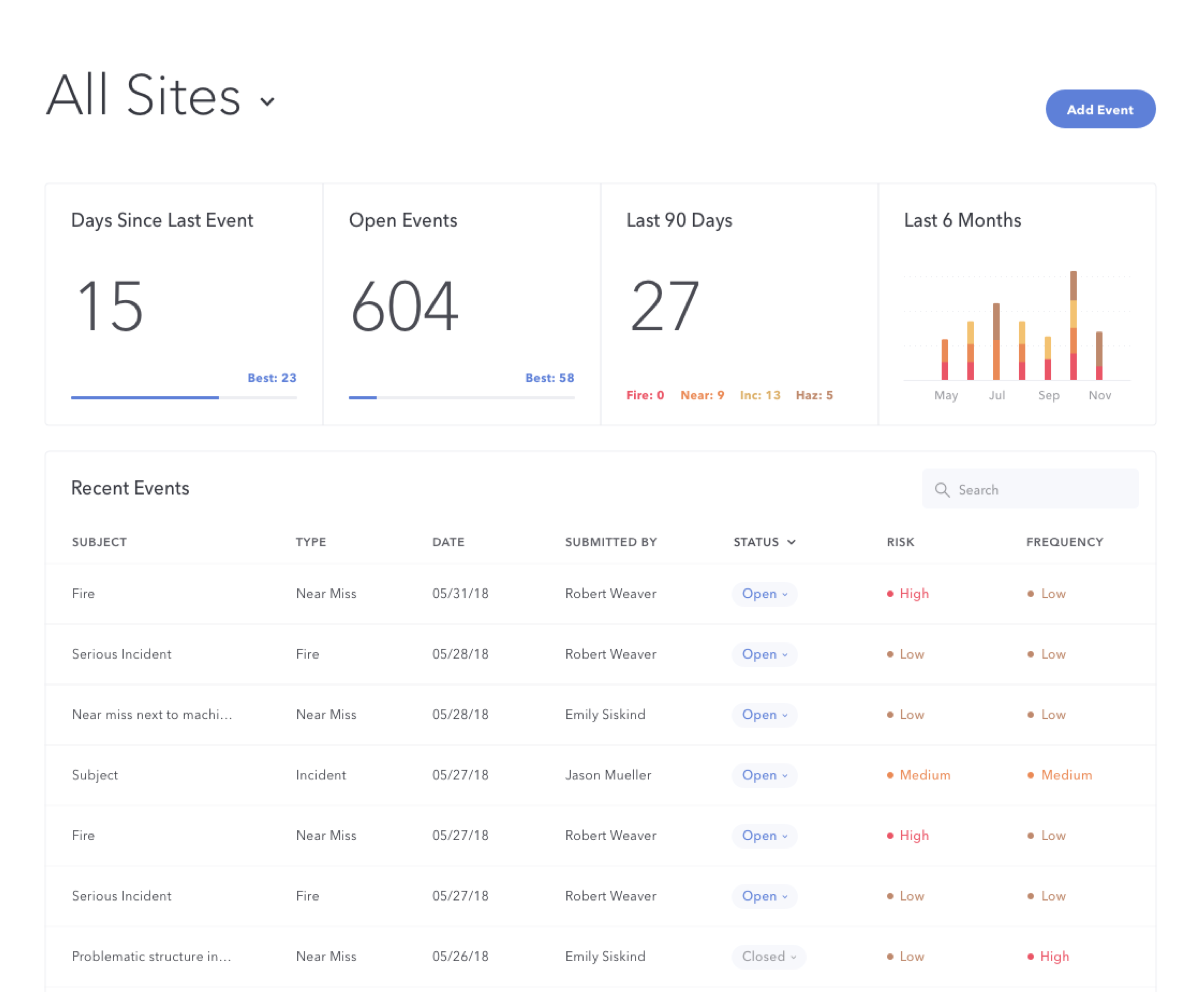 All Sites
Add Event
Days Since Last Event
Open Events
Last 90 Days
Last 6 Months
15
604
27
Best: 23
Best: 58
Fire: 0 Near: 9 Inc: 13 Haz: 5
May Jul Sep Nov
Recent Events
Search
SUBJECT TYPE DATE SUBMITTED BY STATUS RISK FREQUENCY
Fire Near Miss 05/31/18 Robert Weaver Open High Low
Serious Incident Fire 05/28/18 Robert Weaver Open Low Low
Near miss next to machi... Near Miss 05/28/18 Emily Siskind Open Low Low
Subject Incident 05/27/18 Jason Mueller Open Medium Medium
Fire Near Miss 05/27/18 Robert Weaver Open High Low
Serious Incident Fire 05/27/18 Robert Weaver Open Low Low
Problematic structure in... Near Miss 05/26/18 Emily Siskind Closed Low High